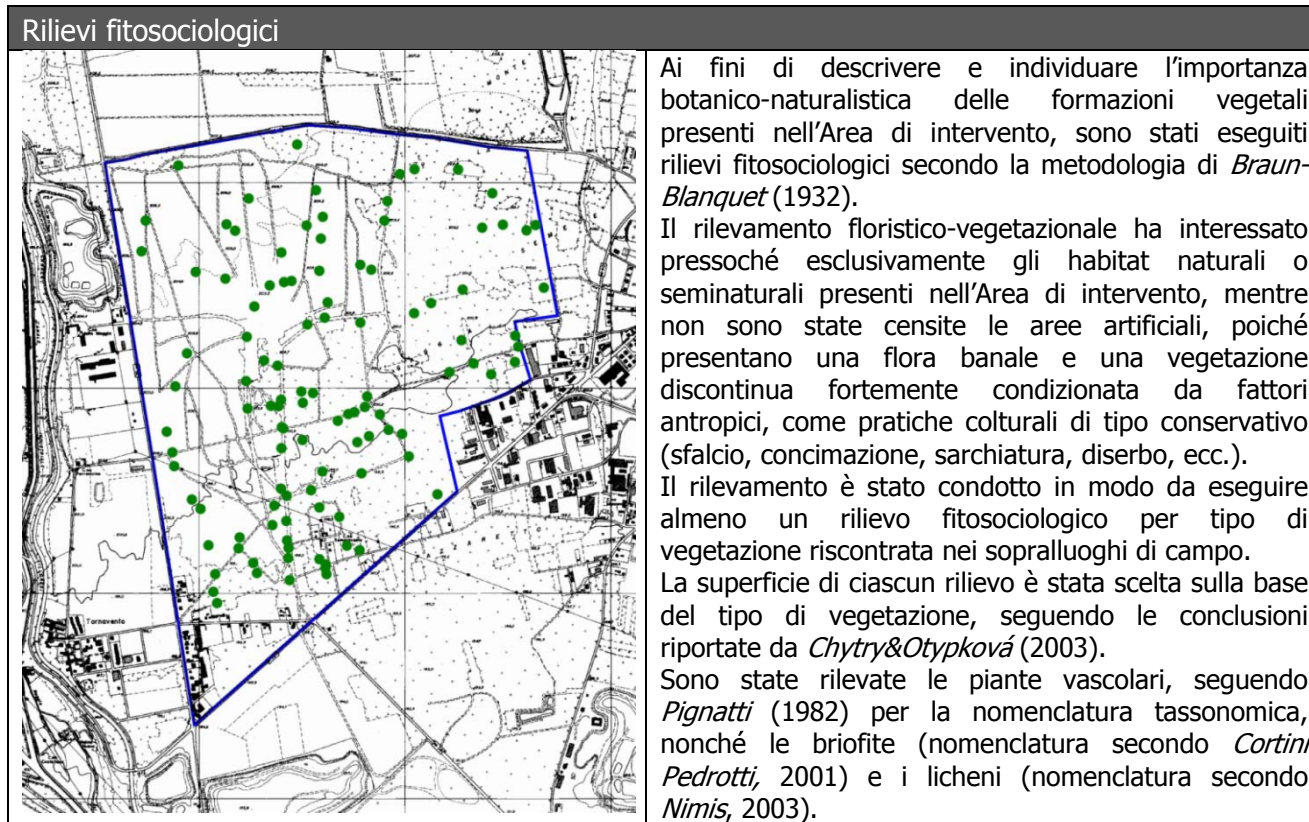 Rilievi fitosociologici
Ai fini di descrivere e individuare l'importanza
botanico-naturalistica delle formazioni vegetali
presenti nell'Area di intervento, sono stati eseguiti
rilievi fitosociologici secondo la metodologia di Braun-
Blanquet (1932).
Il rilevamento floristico-vegetazionale ha interessato
pressoché esclusivamente gli habitat naturali o
seminaturali presenti nell'Area di intervento, mentre
non sono state censite le aree artificiali, poiché
presentano una flora banale e una vegetazione
discontinua fortemente condizionata da fattori
antropici, come pratiche colturali di tipo conservativo
(sfalcio, concimazione, sarchiatura, diserbo, ecc.).
Il rilevamento è stato condotto in modo da eseguire
almeno un rilievo fitosociologico per tipo di
vegetazione riscontrata nei sopralluoghi di campo.
La superficie di ciascun rilievo è stata scelta sulla base
del tipo di vegetazione, seguendo le conclusioni
riportate da Chytry&Otypková (2003).
Sono state rilevate le piante vascolari, seguendo
Pignatti (1982) per la nomenclatura tassonomica,
nonché le briofite (nomenclatura secondo Cortini
Pedrotti, 2001) e i licheni (nomenclatura secondo
Nimis, 2003).
Tornavento